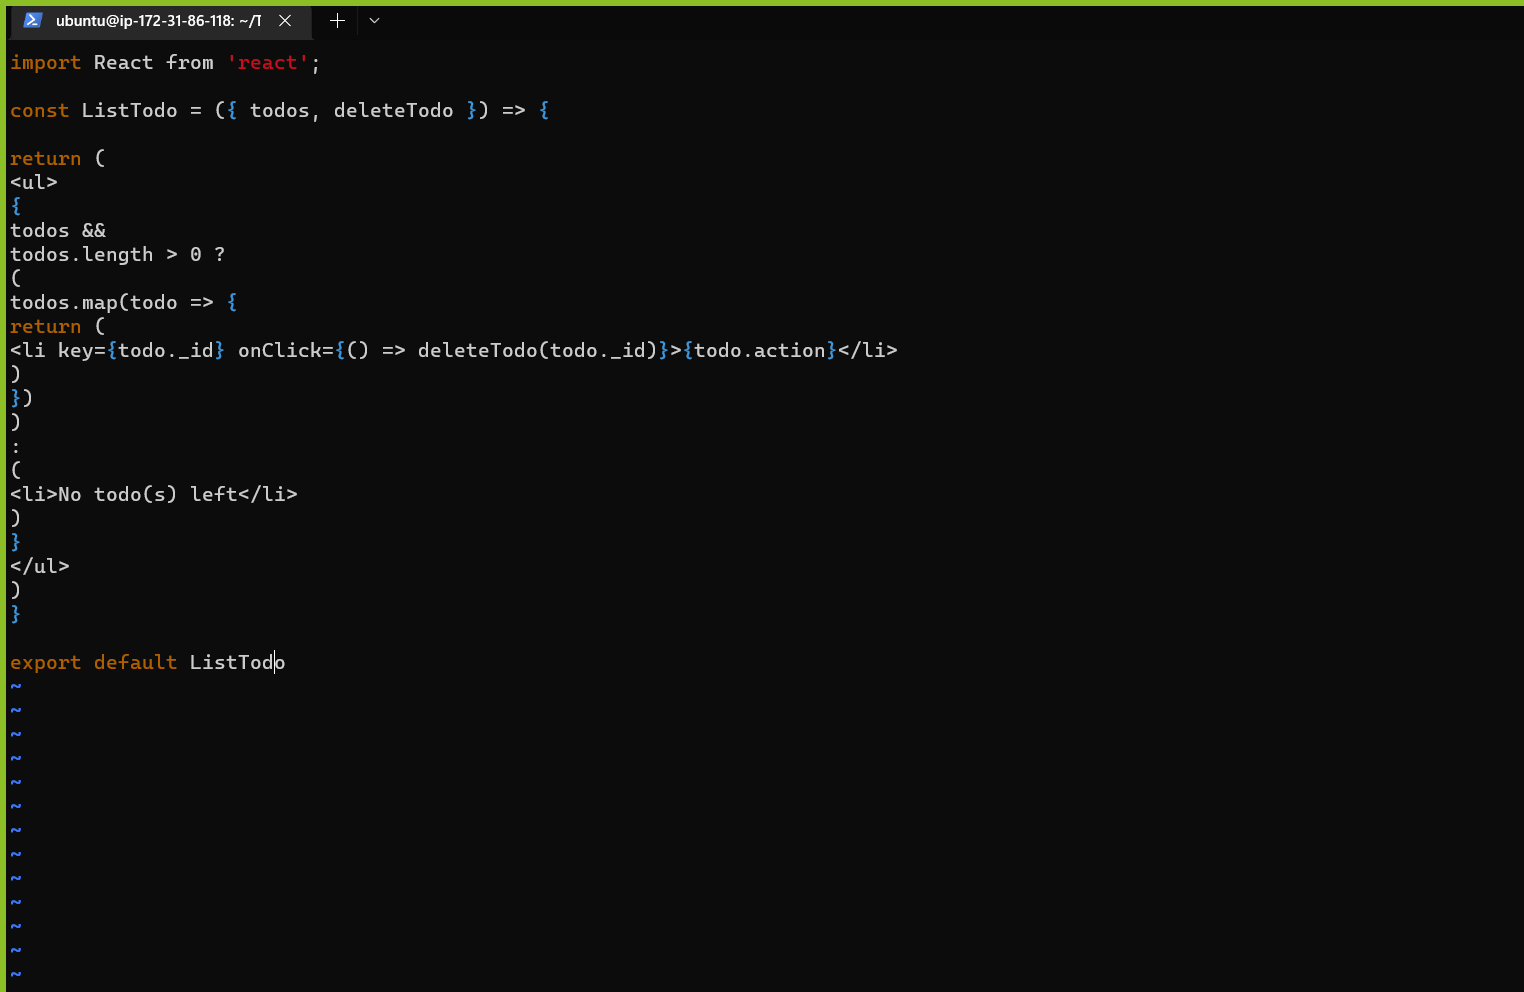 ubuntu@ip-172-31-86-118: ~/T
import React from 'react';
const ListTodo = ({ todos, deleteTodo }) => {
return (
<ul>
{
todos &&
todos.length > 0 ?
(
todos.map(todo => {
return (
<li key={todo._id} onClick={() => deleteTodo(todo._id)}>{todo.action}</li>
)
})
)
:
(
<li>No todo(s) left</li>
)
}
</ul>
)
}
export default ListTodo
~
~
~
~
~
~
~
~
~
~
~
~
~